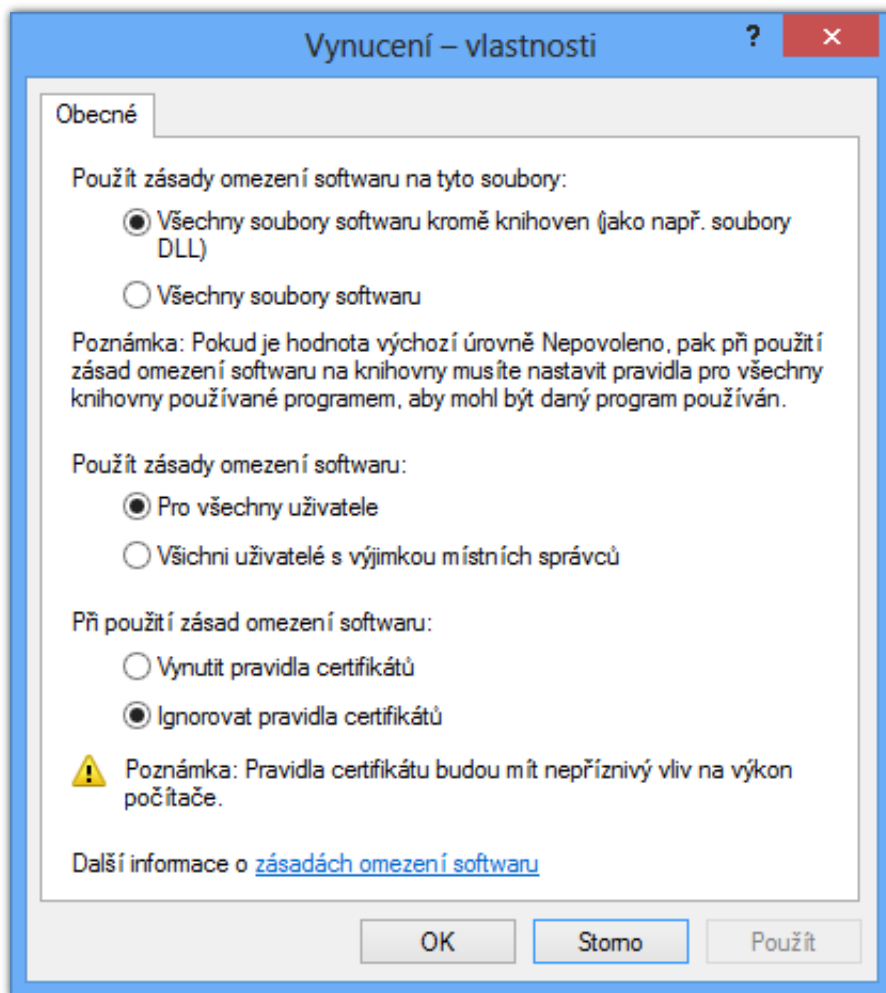 Vynucení – vlastnosti
?
Obecné
Použít zásady omezení softwaru na tyto soubory:
Všechny soubory softwaru kromě knihoven (jako např. soubory
DLL)
Všechny soubory softwaru
Poznámka: Pokud je hodnota výchozí úrovně Nepovoleno, pak při použití
zásad omezení softwaru na knihovny musíte nastavit pravidla pro všechny
knihovny používané programem, aby mohl být daný program používán.
Použít zásady omezení softwaru:
Pro všechny uživatele
Všichni uživatelé s výjimkou místních správců
Při použití zásad omezení softwaru:
Vynutit pravidla certifikátů
Ignorovat pravidla certifikátů
Poznámka: Pravidla certifikátu budou mít nepříznivý vliv na výkon
počítače.
Další informace o zásadách omezení softwaru
OK Storno Použít